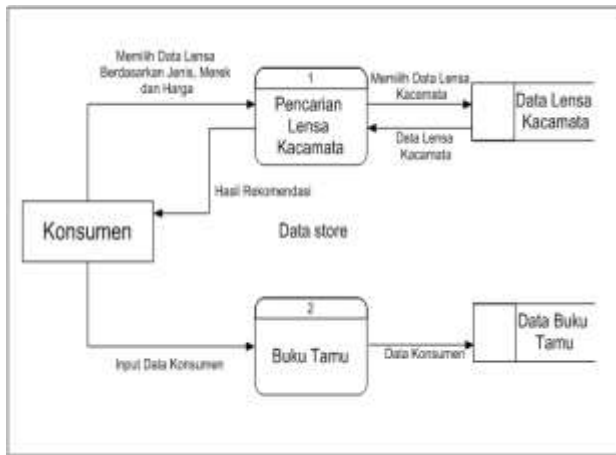 Memilih Data Lensa
Berdasarkan Jenis, Merek
dan Harga
1
Pencarian
Lensa
Kacamata
Memilih Data Lensa
Kacamata
Data Lensa
Kacamata
Data Lensa
Kacamata
Hasil Rekomendasi
Konsumen
Data store
2
Buku Tamu
Input Data Konsumen
Data Konsumen
Data Buku
Tamu